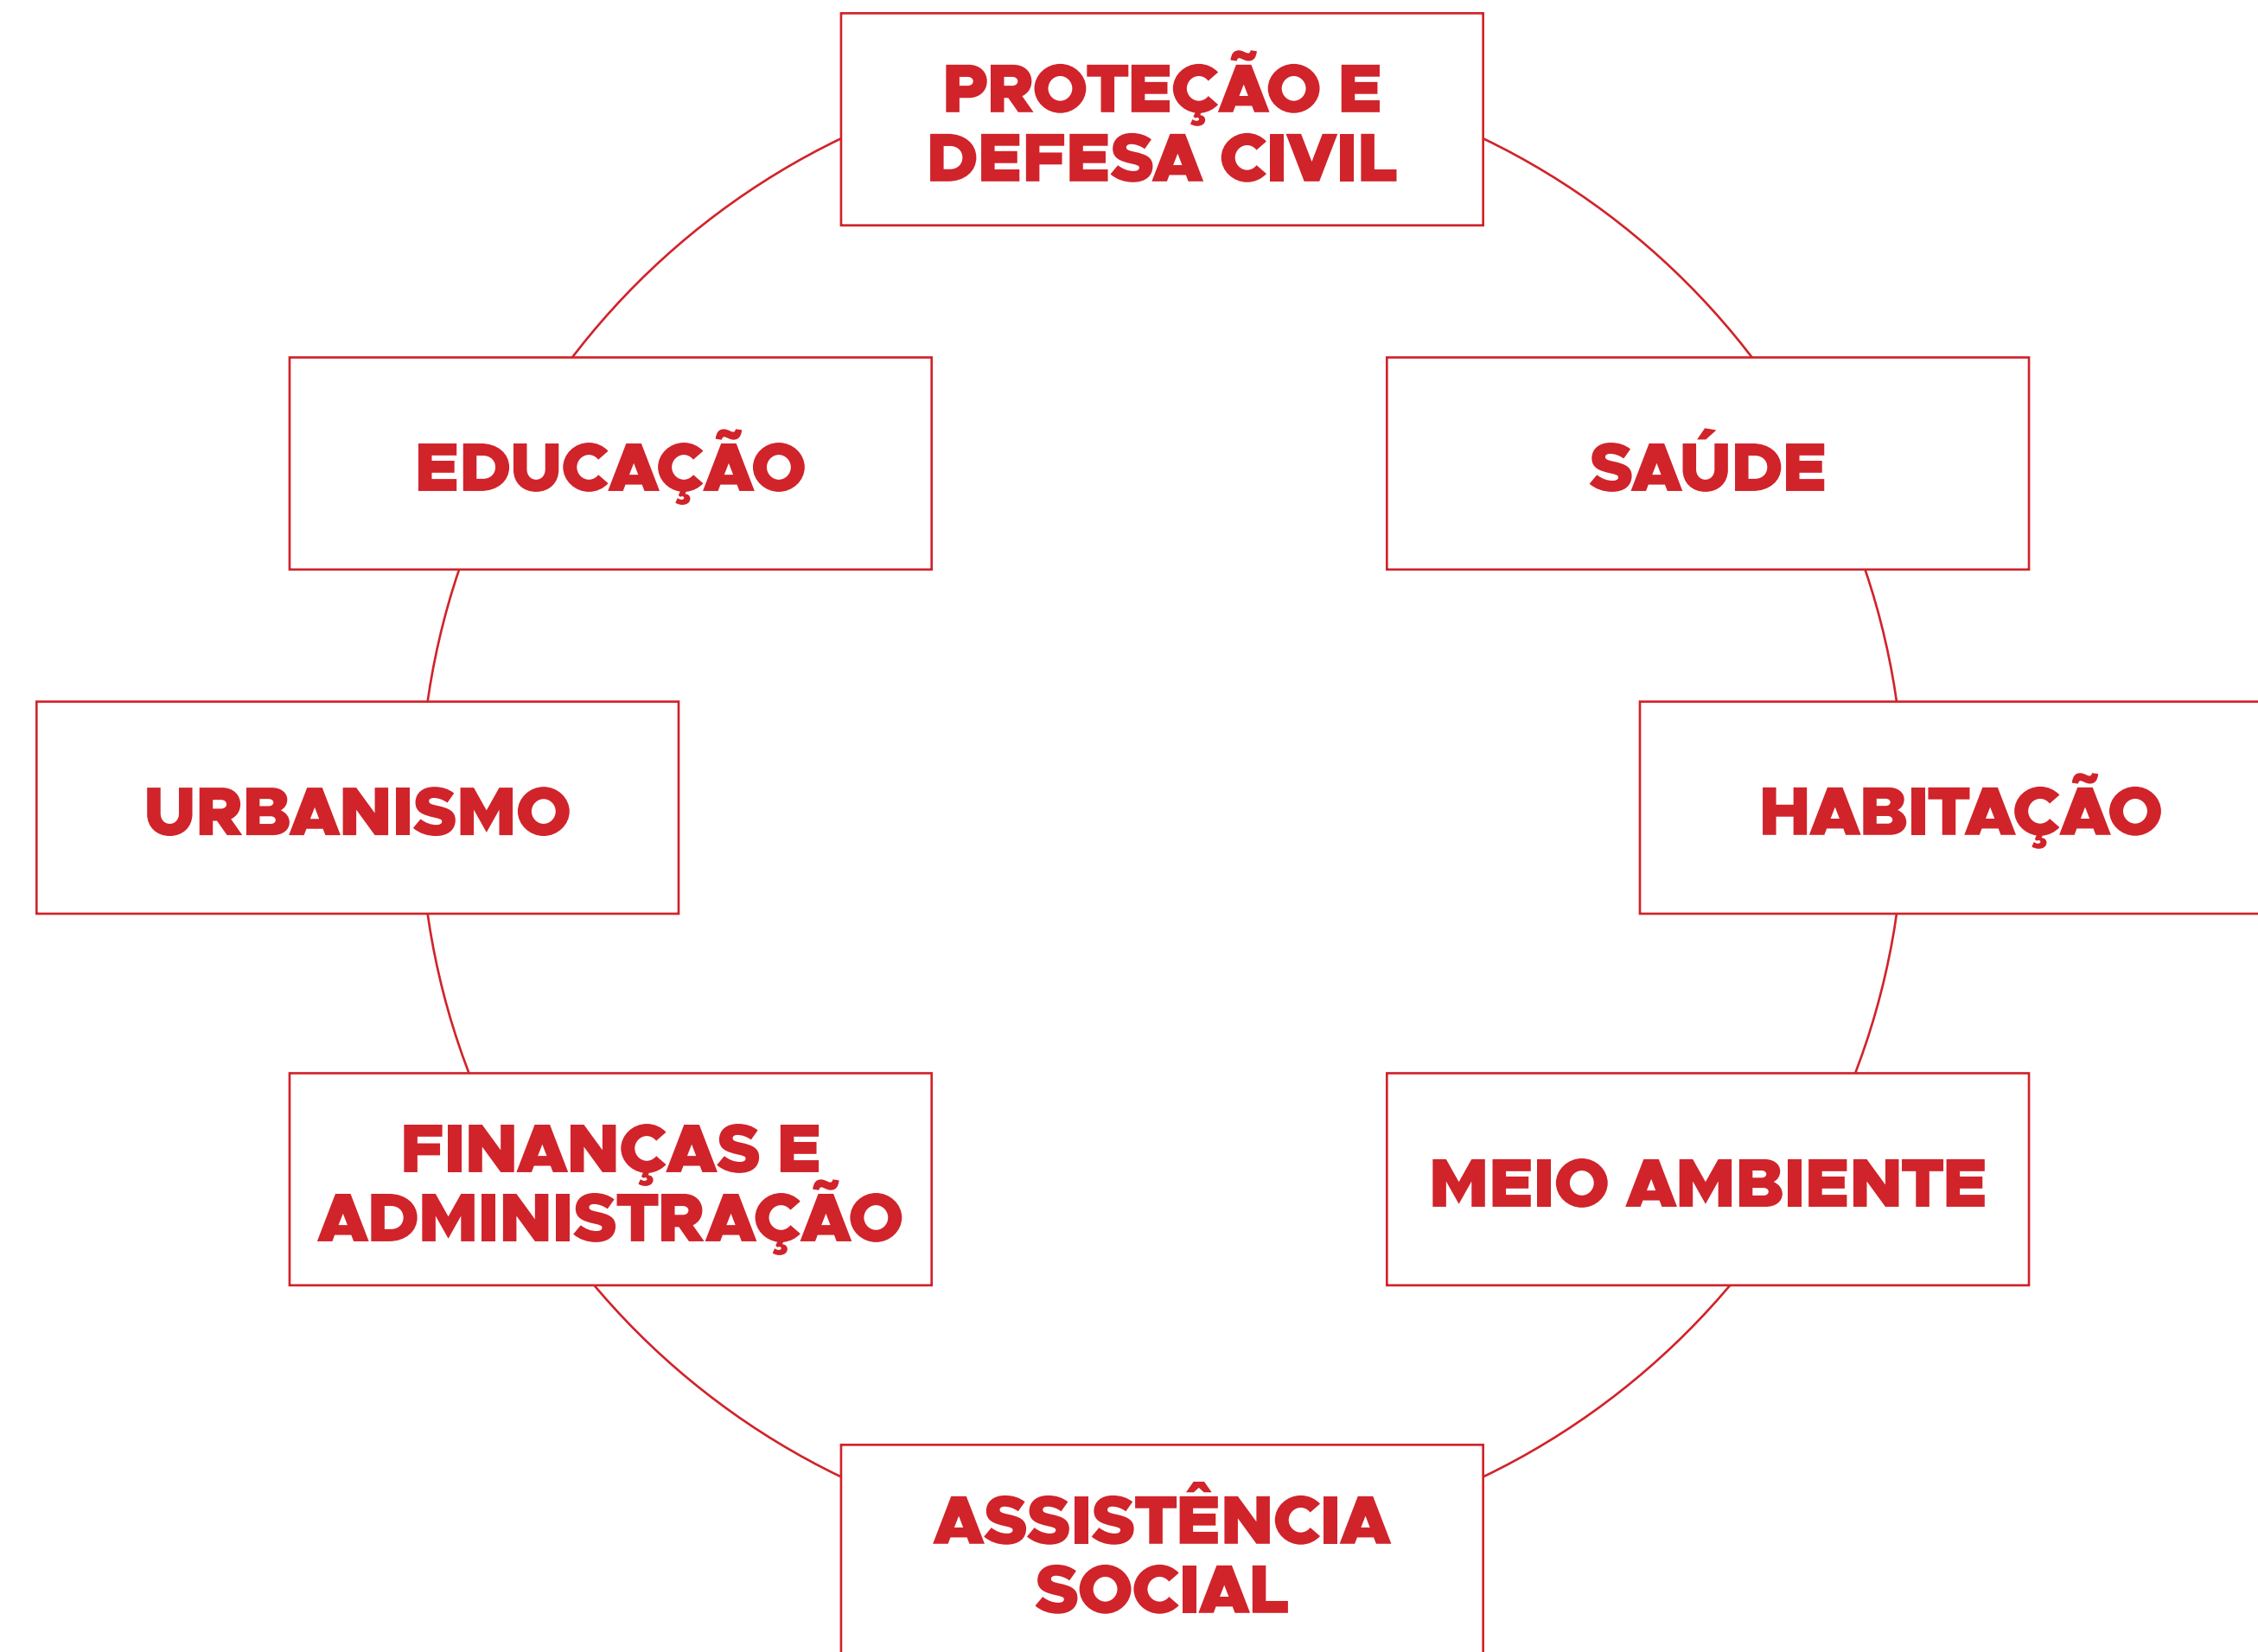 PROTEÇÃO E
DEFESA CIVIL
EDUCAÇÃO
SAÚDE
URBANISMO
HABITAÇÃO
FINANÇAS E
ADMINISTRAÇÃO
MEIO AMBIENTE
ASSISTÊNCIA
SOCIAL